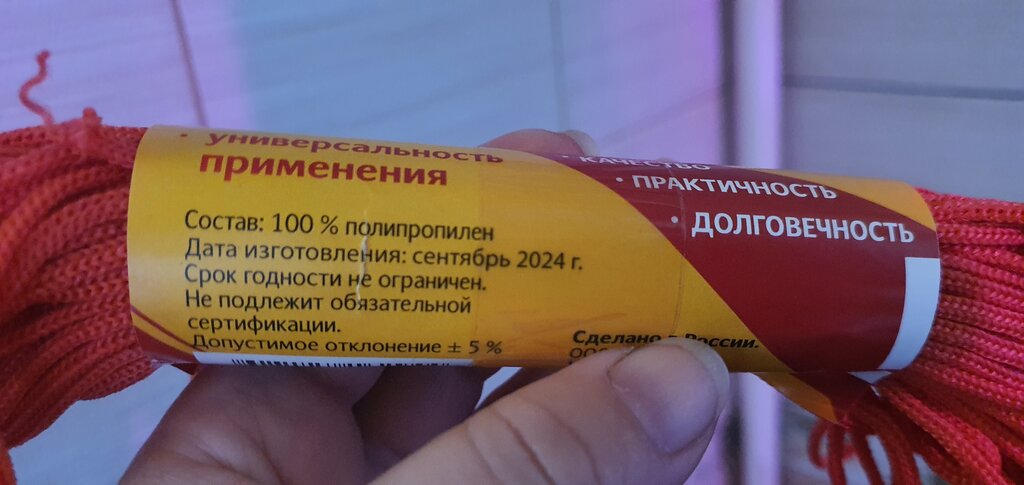 • универсальность
применения
Состав: 100 % полипропилен
Дата изготовления: сентябрь 2024 г.
Срок годности не ограничен.
Не подлежит обязательной
сертификации.
Допустимое отклонение ± 5 %
• КАЧЕСТВО
• ПРАКТИЧНОСТЬ
• ДОЛГОВЕЧНОСТЬ
Сделано в России.
ООО